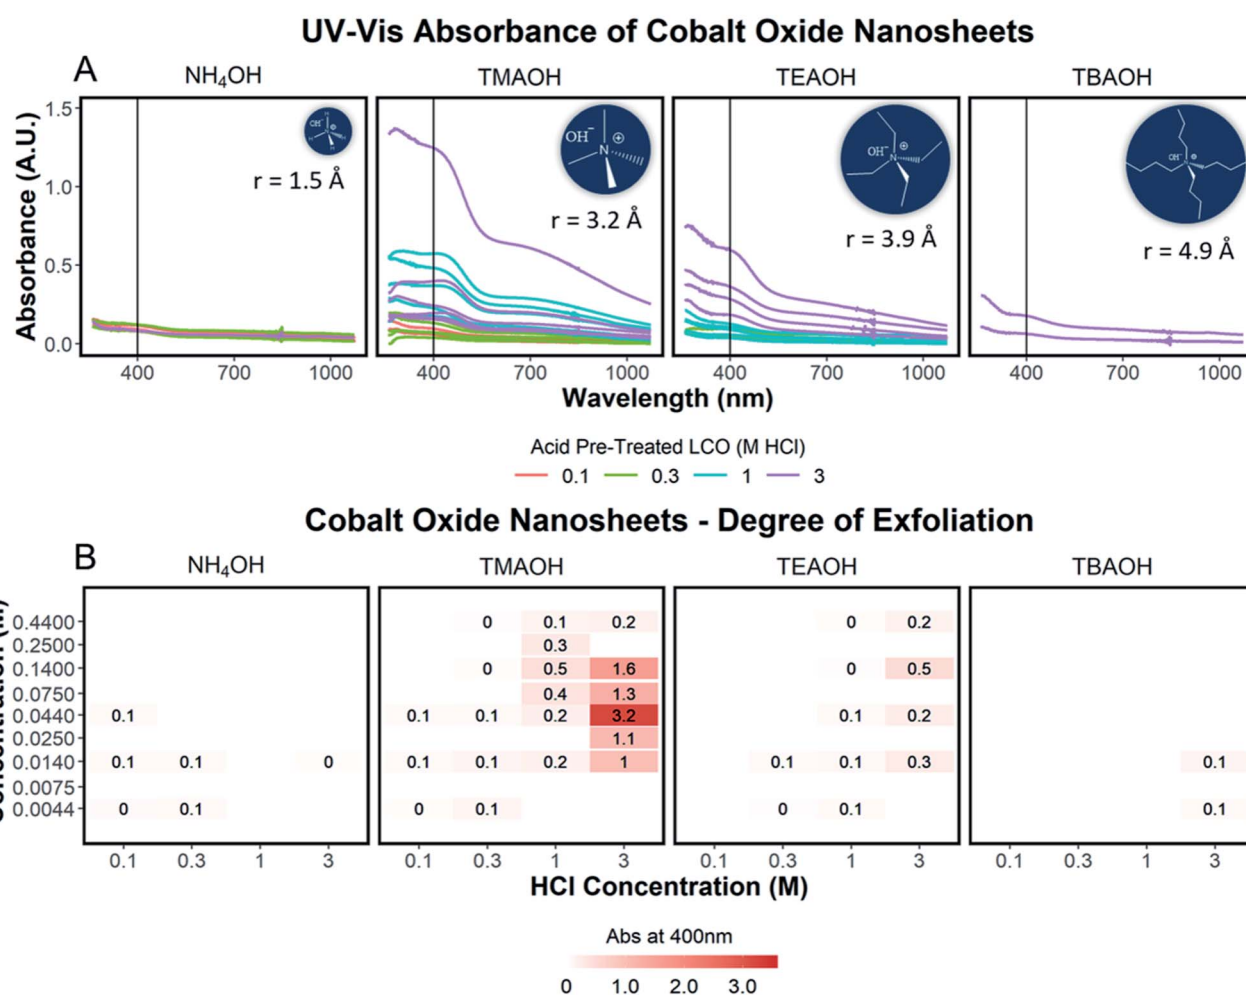 UV-Vis Absorbance of Cobalt Oxide Nanosheets
A
NH₄OH TMAOH TEAOH TBAOH
Absorbance (A.U.)
1.5
1.0
0.5
0.0
OH⁻ N ⊕ H H H H
r = 1.5 Å
OH⁻ N ⊕
r = 3.2 Å
OH⁻ N ⊕
r = 3.9 Å
OH⁻ N ⊕
r = 4.9 Å
400 700 1000 400 700 1000 400 700 1000 400 700 1000
Wavelength (nm)
Acid Pre-Treated LCO (M HCl)
0.1 0.3 1 3
Cobalt Oxide Nanosheets - Degree of Exfoliation
B
NH₄OH TMAOH TEAOH TBAOH
0.4400 0 0.1 0.2 0 0.2
0.2500 0.3
0.1400 0 0.5 1.6 0 0.5
0.0750 0.4 1.3
0.0440 0.1 0.1 0.1 0.2 3.2 0.1 0.2
0.0250 1.1
0.0140 0.1 0.1 0 0.1 0.1 0.2 1 0.1 0.1 0.3 0.1
0.0075
0.0044 0 0.1 0 0.1 0 0.1 0.1
0.1 0.3 1 3 0.1 0.3 1 3 0.1 0.3 1 3 0.1 0.3 1 3
HCl Concentration (M)
Abs at 400nm
0 1.0 2.0 3.0